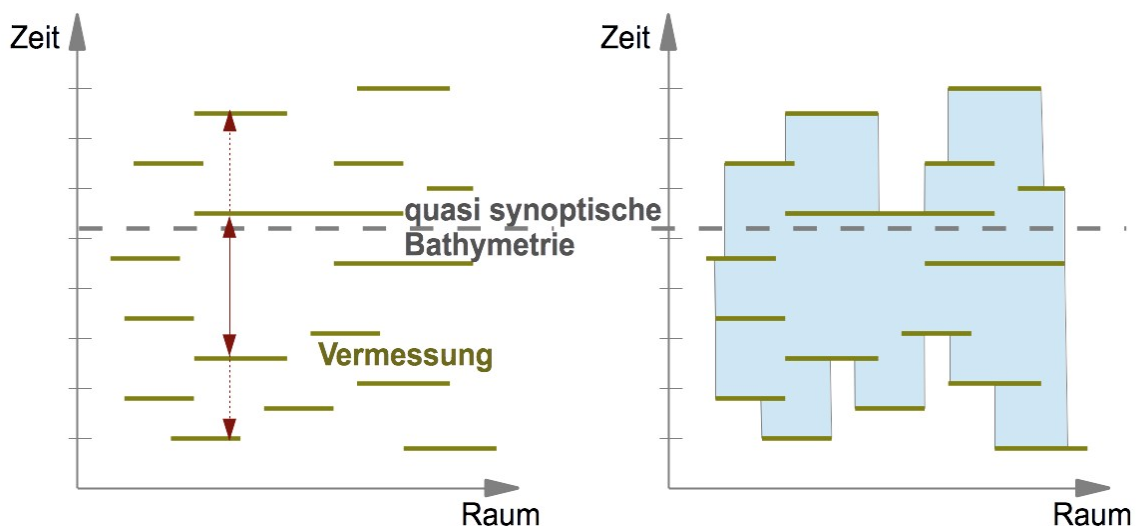 Zeit
Zeit
quasi synoptische
Bathymetrie
Vermessung
Raum
Raum